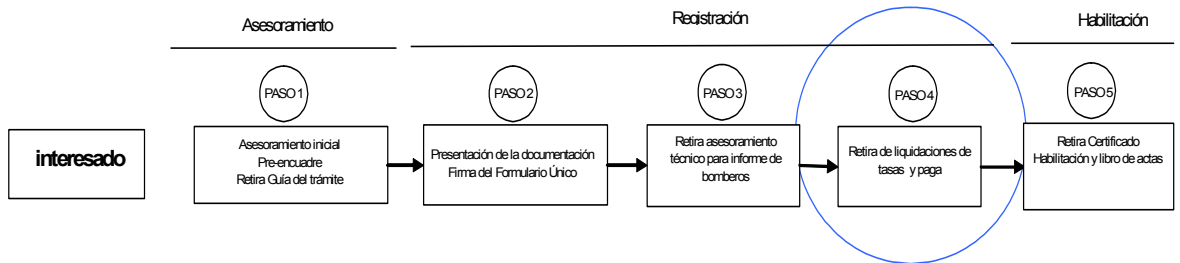 Asesoramiento
Registración
Habilitación
PASO 1
PASO 2
PASO 3
PASO 4
PASO 5
interesado
Asesoramiento inicial
Pre-encuadre
Retira Guía del trámite
Presentación de la documentación
Firma del Formulario Único
Retira asesoramiento
técnico para informe de
bomberos
Retira de liquidaciones de
tasas y paga
Retira Certificado
Habilitación y libro de actas